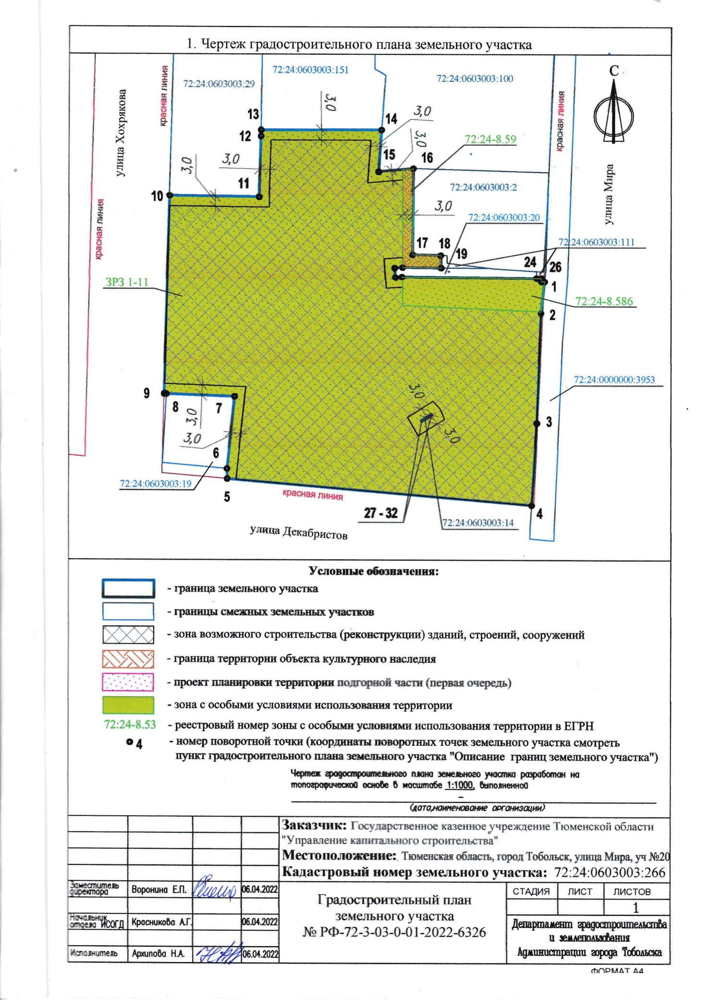 1. Чертеж градостроительного плана земельного участка
72:24:0603003:151
72:24:0603003:29
72:24:0603003:100
С
красная линия
улица Хохрякова
красная линия
красная линия
улица Мира
3,0
3,0
3,0
3,0
3,0
3,0
13
14
12
15
16
11
10
72:24-8.59
72:24:0603003:2
72:24:0603003:20
72:24:0603003:111
17
18
19
24
26
1
ЗРЗ 1-11
72:24-8.586
2
72:24:0000000:3953
9
8
7
3,0
3,0
3,0
3,0
3
6
72:24:0603003:19
5
красная линия
27 - 32
72:24:0603003:14
4
улица Декабристов
Условные обозначения:
- граница земельного участка
- границы смежных земельных участков
- зона возможного строительства (реконструкции) зданий, строений, сооружений
- граница территории объекта культурного наследия
- проект планировки территории подгорной части (первая очередь)
- зона с особыми условиями использования территории
72:24-8.53 - реестровый номер зоны с особыми условиями использования территории в ЕГРН
4 - номер поворотной точки (координаты поворотных точек земельного участка смотреть
пункт градостроительного плана земельного участка "Описание границ земельного участка")
Чертеж градостроительного плана земельного участка разработан на
топографической основе в масштабе 1:1000, выполненной
–
(дата,наименование организации)
Заказчик: Государственное казенное учреждение Тюменской области
"Управление капитального строительства"
Местоположение: Тюменская область, город Тобольск, улица Мира, уч №20
Кадастровый номер земельного участка: 72:24:0603003:266
Заместитель
директора
Воронина Е.П.
06.04.2022
Начальник
отдела ИСОГД
Красникова А.Г.
06.04.2022
Исполнитель
Архипова Н.А.
06.04.2022
Градостроительный план
земельного участка
№ РФ-72-3-03-0-01-2022-6326
СТАДИЯ ЛИСТ ЛИСТОВ
1
Департамент градостроительства
и землепользования
Администрации города Тобольска
ФОРМАТ А4